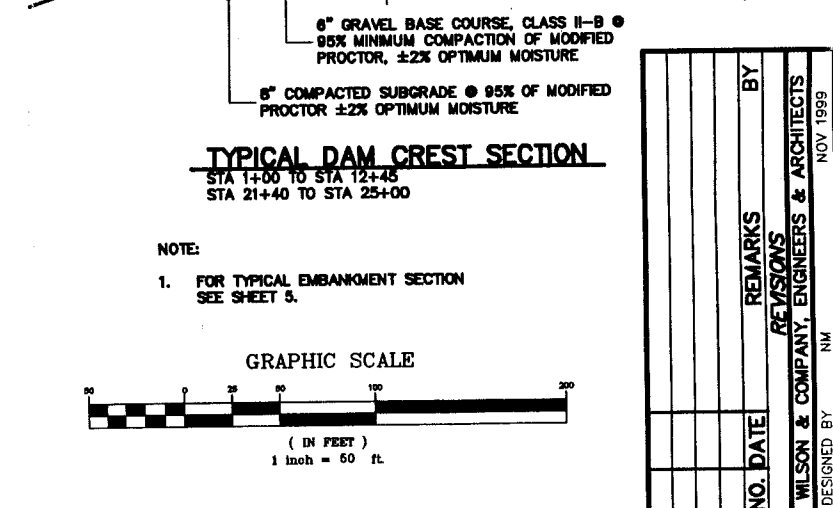 6" GRAVEL BASE COURSE, CLASS II-B @
95% MINIMUM COMPACTION OF MODIFIED
PROCTOR, ±2% OPTIMUM MOISTURE
6" COMPACTED SUBGRADE @ 95% OF MODIFIED
PROCTOR ±2% OPTIMUM MOISTURE
TYPICAL DAM CREST SECTION
STA 1+00 TO STA 12+45
STA 21+40 TO STA 25+00
NOTE:
1. FOR TYPICAL EMBANKMENT SECTION
SEE SHEET 5.
GRAPHIC SCALE
50 0 25 50 100 200
( IN FEET )
1 inch = 50 ft.
NO. DATE REMARKS BY
REVISIONS
WILSON & COMPANY, ENGINEERS & ARCHITECTS
DESIGNED BY NM NOV 1999